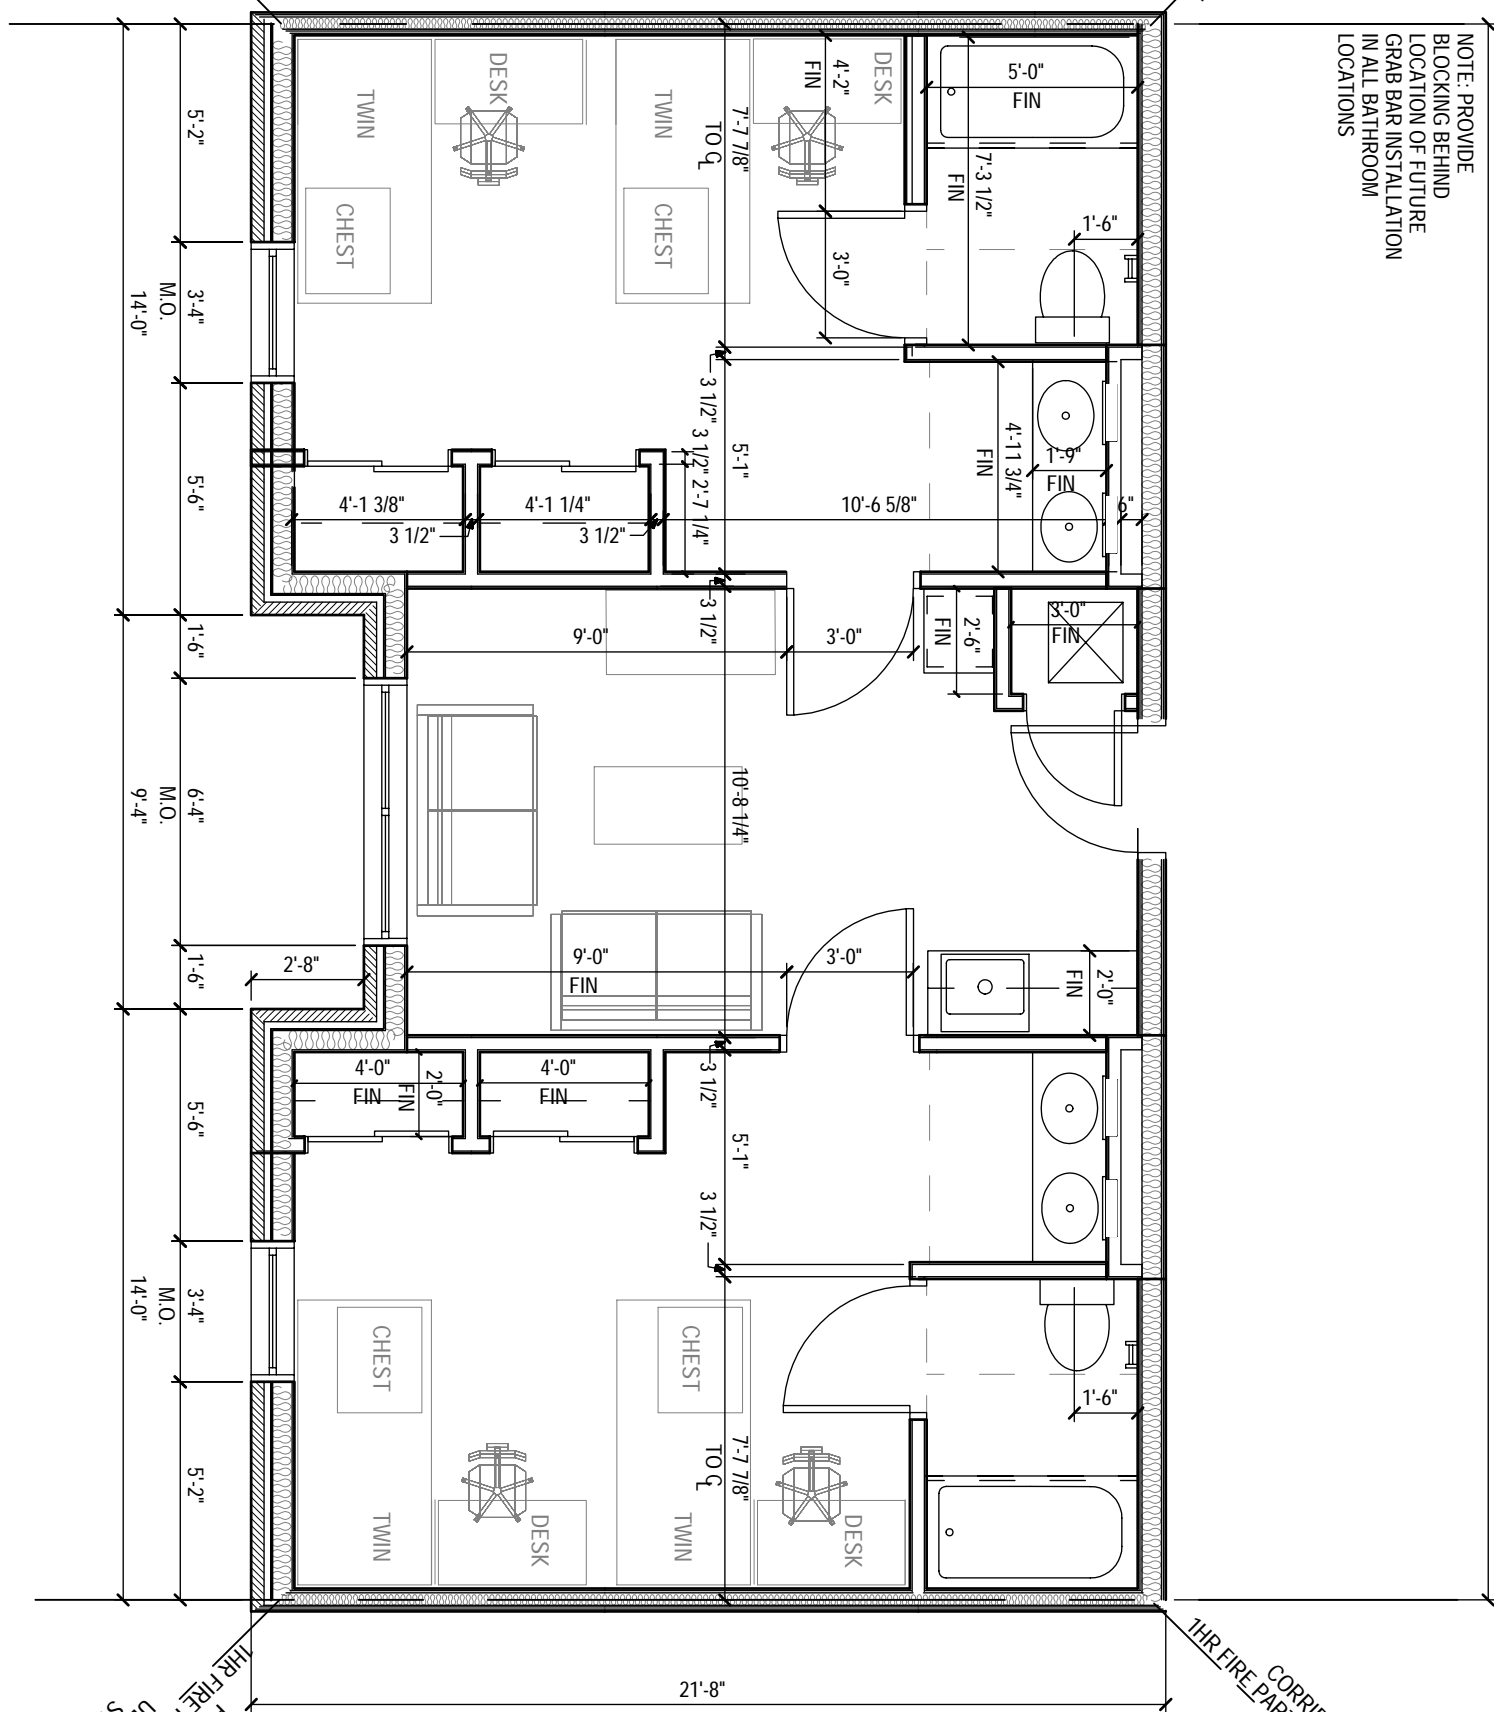 NOTE: PROVIDE
BLOCKING BEHIND
LOCATION OF FUTURE
GRAB BAR INSTALLATION
IN ALL BATHROOM
LOCATIONS
5'-2"
3'-4"
M.O.
14'-0"
5'-6"
1'-6"
6'-4"
M.O.
9'-4"
1'-6"
2'-8"
5'-6"
3'-4"
M.O.
14'-0"
5'-2"
TWIN
DESK
TWIN
DESK
CHEST
CHEST
4'-2"
FIN
7'-7 7/8"
TO CL
5'-0"
FIN
7'-3 1/2"
FIN
1'-6"
3'-0"
3 1/2"
3 1/2"
2'-7 1/4"
5'-1"
4'-11 3/4"
FIN
1'-9"
FIN
4'-1 3/8"
4'-1 1/4"
10'-6 5/8"
6"
3 1/2"
3 1/2"
3 1/2"
9'-0"
3'-0"
2'-6"
FIN
3'-0"
FIN
10'-8 1/4"
9'-0"
FIN
3'-0"
2'-0"
FIN
4'-0"
FIN
2'-0"
FIN
4'-0"
FIN
3 1/2"
5'-1"
3 1/2"
CHEST
CHEST
1'-6"
7'-7 7/8"
TO CL
TWIN
DESK
TWIN
DESK
21'-8"
1HR FIRE
1HR FIRE PAR
CORRI